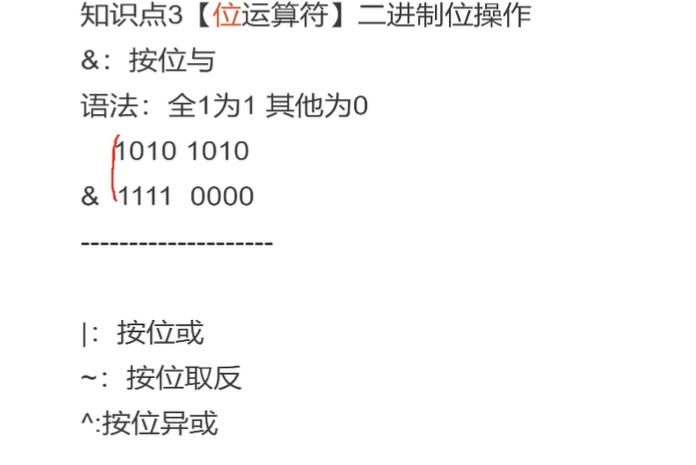 知识点3【位运算符】二进制位操作
&：按位与
语法：全1为1 其他为0
1010 1010
& 1111 0000
--------------------
|：按位或
~：按位取反
^:按位异或